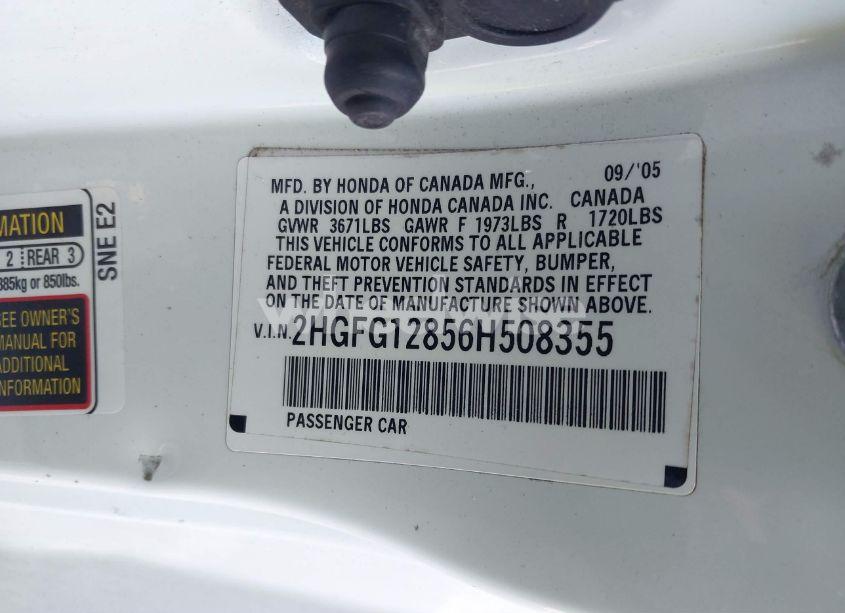 MFD. BY HONDA OF CANADA MFG., 09/'05
A DIVISION OF HONDA CANADA INC. CANADA
GVWR 3671LBS GAWR F 1973LBS R 1720LBS
THIS VEHICLE CONFORMS TO ALL APPLICABLE
FEDERAL MOTOR VEHICLE SAFETY, BUMPER,
AND THEFT PREVENTION STANDARDS IN EFFECT
ON THE DATE OF MANUFACTURE SHOWN ABOVE.
V.I.N. 2HGFG12856H508355
PASSENGER CAR
MATION
2 REAR 3
385kg or 850lbs.
SEE OWNER'S
MANUAL FOR
ADDITIONAL
INFORMATION
SNE E2